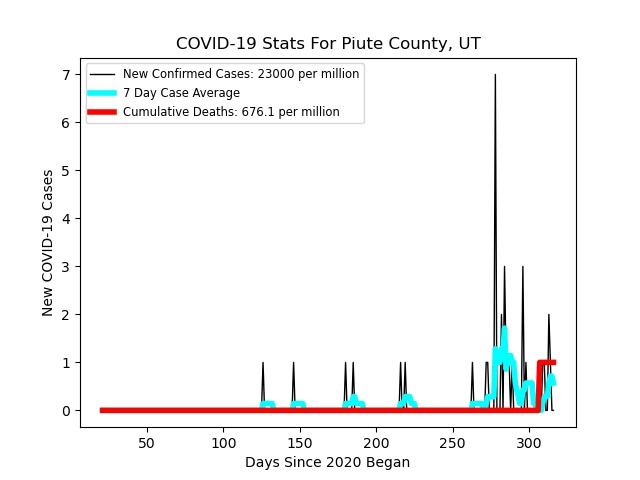 COVID-19 Stats For Piute County, UT
New Confirmed Cases: 23000 per million
7 Day Case Average
Cumulative Deaths: 676.1 per million
New COVID-19 Cases
7
6
5
4
3
2
1
0
50 100 150 200 250 300
Days Since 2020 Began